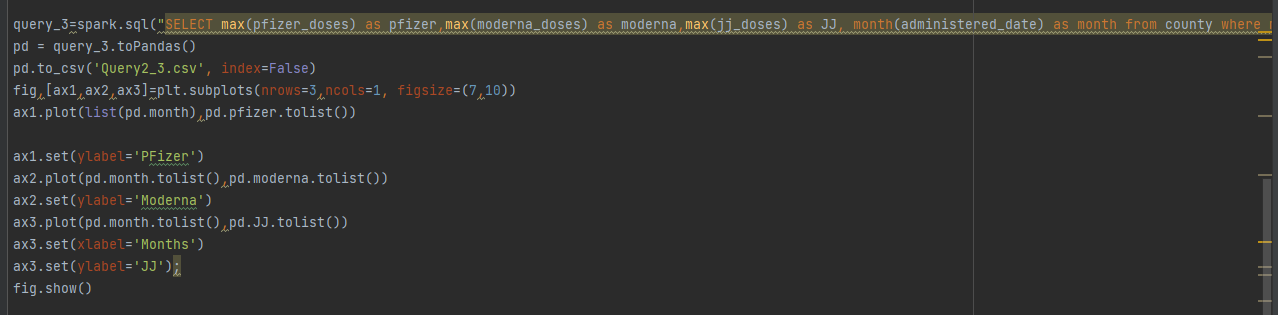 query_3=spark.sql("SELECT max(pfizer_doses) as pfizer,max(moderna_doses) as moderna,max(jj_doses) as JJ, month(administered_date) as month from county where
pd = query_3.toPandas()
pd.to_csv('Query2_3.csv', index=False)
fig,[ax1,ax2,ax3]=plt.subplots(nrows=3,ncols=1, figsize=(7,10))
ax1.plot(list(pd.month),pd.pfizer.tolist())
ax1.set(ylabel='PFizer')
ax2.plot(pd.month.tolist(),pd.moderna.tolist())
ax2.set(ylabel='Moderna')
ax3.plot(pd.month.tolist(),pd.JJ.tolist())
ax3.set(xlabel='Months')
ax3.set(ylabel='JJ');
fig.show()